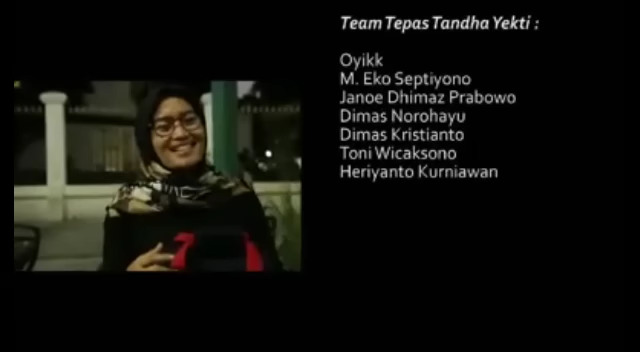 Team Tepas Tandha Yekti :
Oyikk
M. Eko Septiyono
Janoe Dhimaz Prabowo
Dimas Norohayu
Dimas Kristianto
Toni Wicaksono
Heriyanto Kurniawan